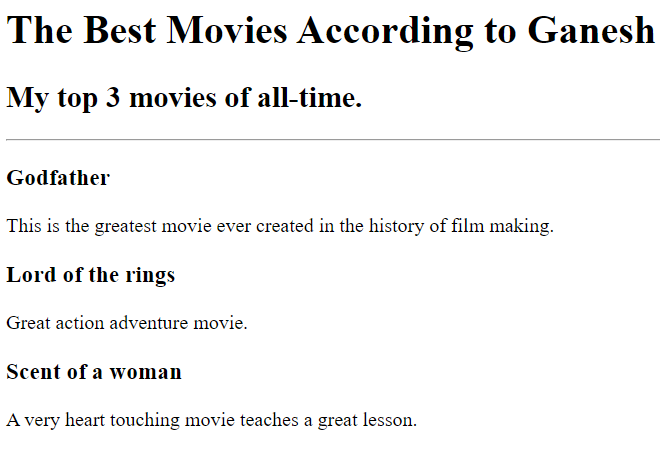 The Best Movies According to Ganesh
My top 3 movies of all-time.
Godfather
This is the greatest movie ever created in the history of film making.
Lord of the rings
Great action adventure movie.
Scent of a woman
A very heart touching movie teaches a great lesson.